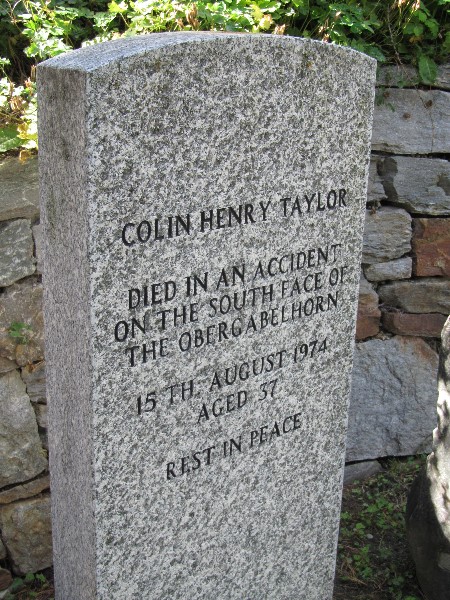 COLIN HENRY TAYLOR
DIED IN AN ACCIDENT
ON THE SOUTH FACE OF
THE OBERGABELHORN
15 TH. AUGUST 1974
AGED 37
REST IN PEACE